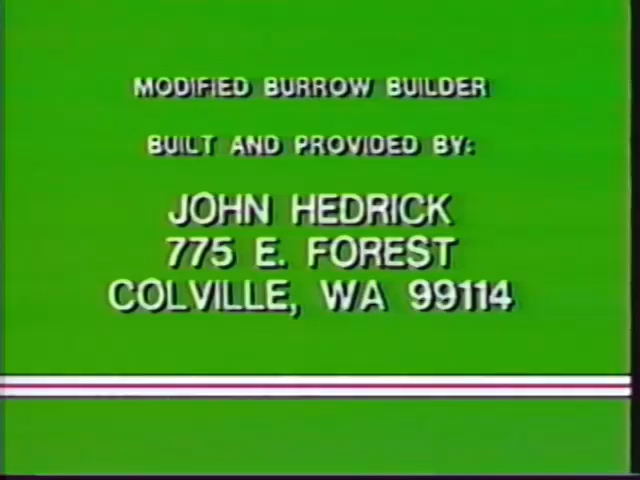 MODIFIED BURROW BUILDER
BUILT AND PROVIDED BY:
JOHN HEDRICK
775 E. FOREST
COLVILLE, WA 99114